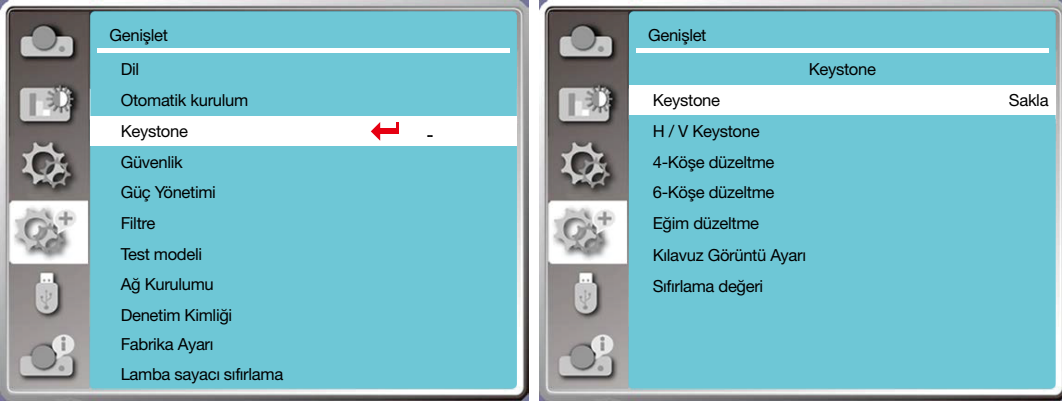 Genişlet
Dil
Otomatik kurulum
Keystone -
Güvenlik
Güç Yönetimi
Filtre
Test modeli
Ağ Kurulumu
Denetim Kimliği
Fabrika Ayarı
Lamba sayacı sıfırlama
Genişlet
Keystone
Keystone Sakla
H / V Keystone
4-Köşe düzeltme
6-Köşe düzeltme
Eğim düzeltme
Kılavuz Görüntü Ayarı
Sıfırlama değeri